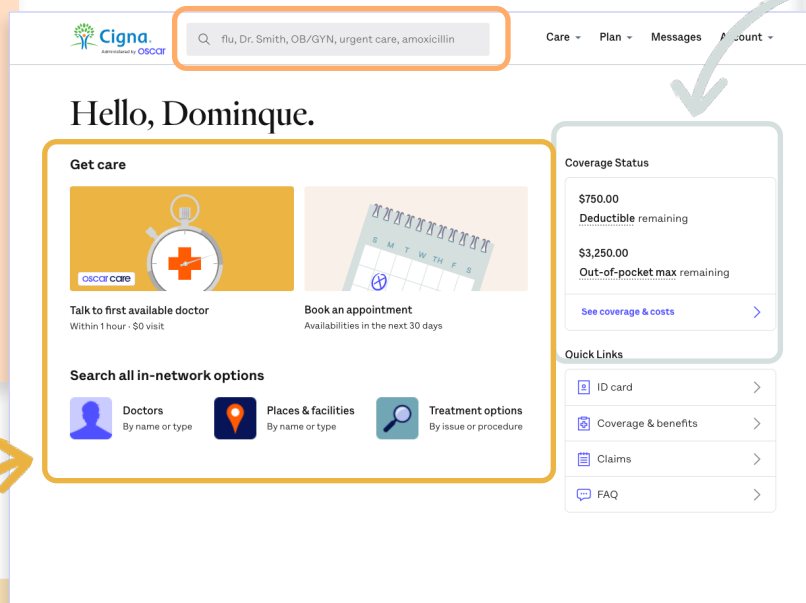 Cigna.
Administered by OSCAR
flu, Dr. Smith, OB/GYN, urgent care, amoxicillin
Care
Plan
Messages
Account
Hello, Dominque.
Get care
oscar care
S M T W TH F S
Talk to first available doctor
Within 1 hour · $0 visit
Book an appointment
Availabilities in the next 30 days
Search all in-network options
Doctors
By name or type
Places & facilities
By name or type
Treatment options
By issue or procedure
Coverage Status
$750.00
Deductible remaining
$3,250.00
Out-of-pocket max remaining
See coverage & costs
Quick Links
ID card
Coverage & benefits
Claims
FAQ